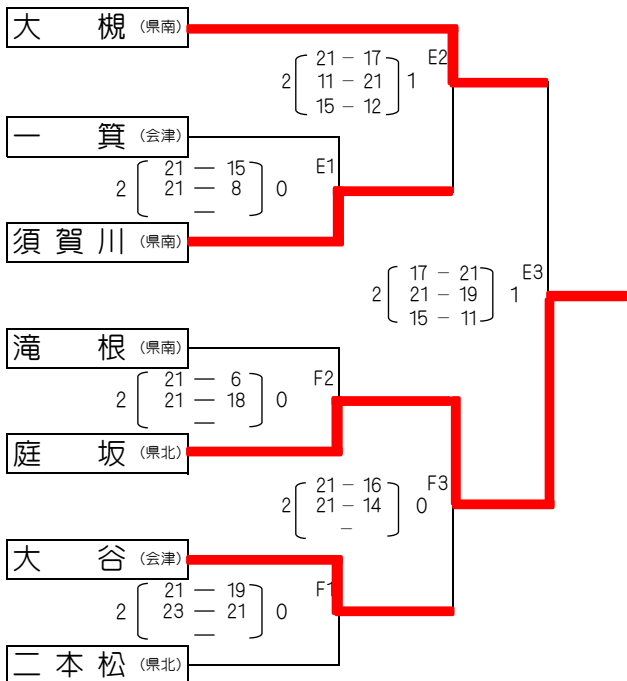 大 槻 (県南)
21 - 17 E2
2 11 - 21 1
15 - 12
一 箕 (会津)
21 — 15 E1
2 21 — 8 0
—
須 賀 川 (県南)
17 - 21 E3
2 21 - 19 1
15 - 11
滝 根 (県南)
21 — 6 F2
2 21 — 18 0
—
庭 坂 (県北)
21 - 16 F3
2 21 - 14 0
-
大 谷 (会津)
21 — 19 F1
2 23 — 21 0
—
二 本 松 (県北)